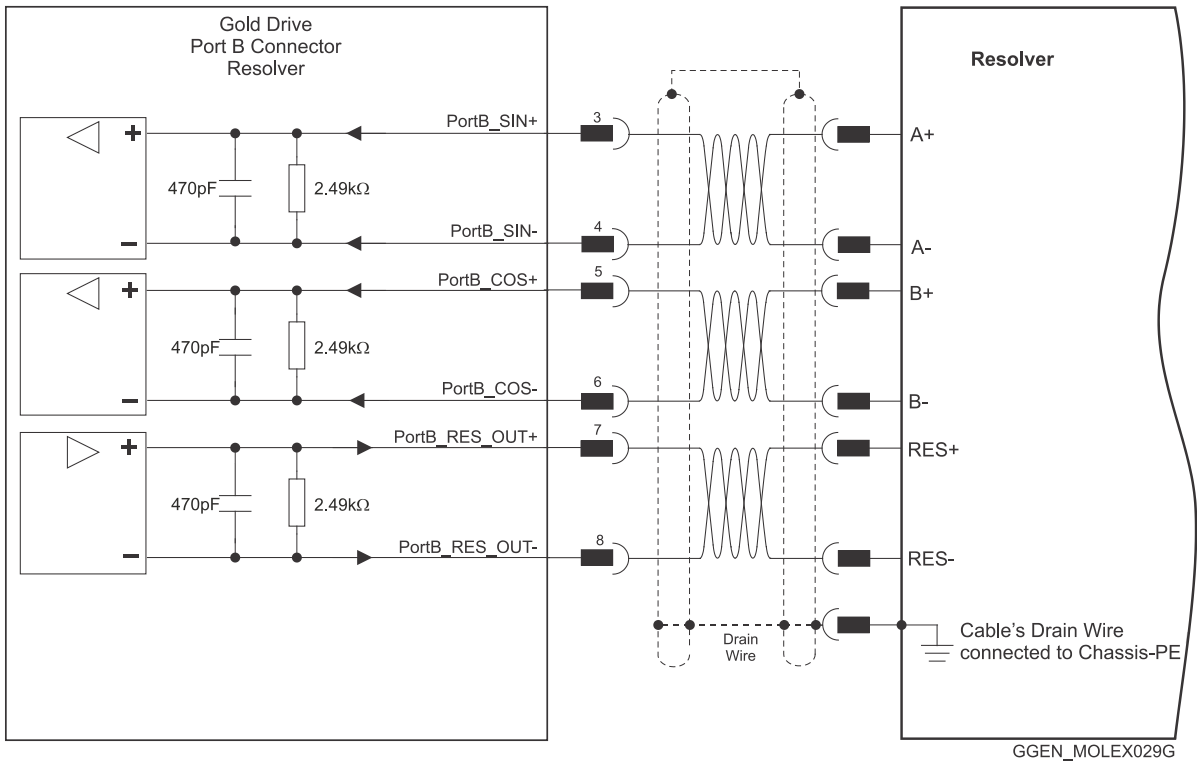 Gold Drive
Port B Connector
Resolver
Resolver
PortB_SIN+
3
A+
+
470pF
2.49kΩ
PortB_SIN-
4
A-
−
PortB_COS+
5
B+
+
470pF
2.49kΩ
PortB_COS-
6
B-
−
PortB_RES_OUT+
7
RES+
+
470pF
2.49kΩ
PortB_RES_OUT-
8
RES-
−
Drain
Wire
Cable's Drain Wire
connected to Chassis-PE
GGEN_MOLEX029G